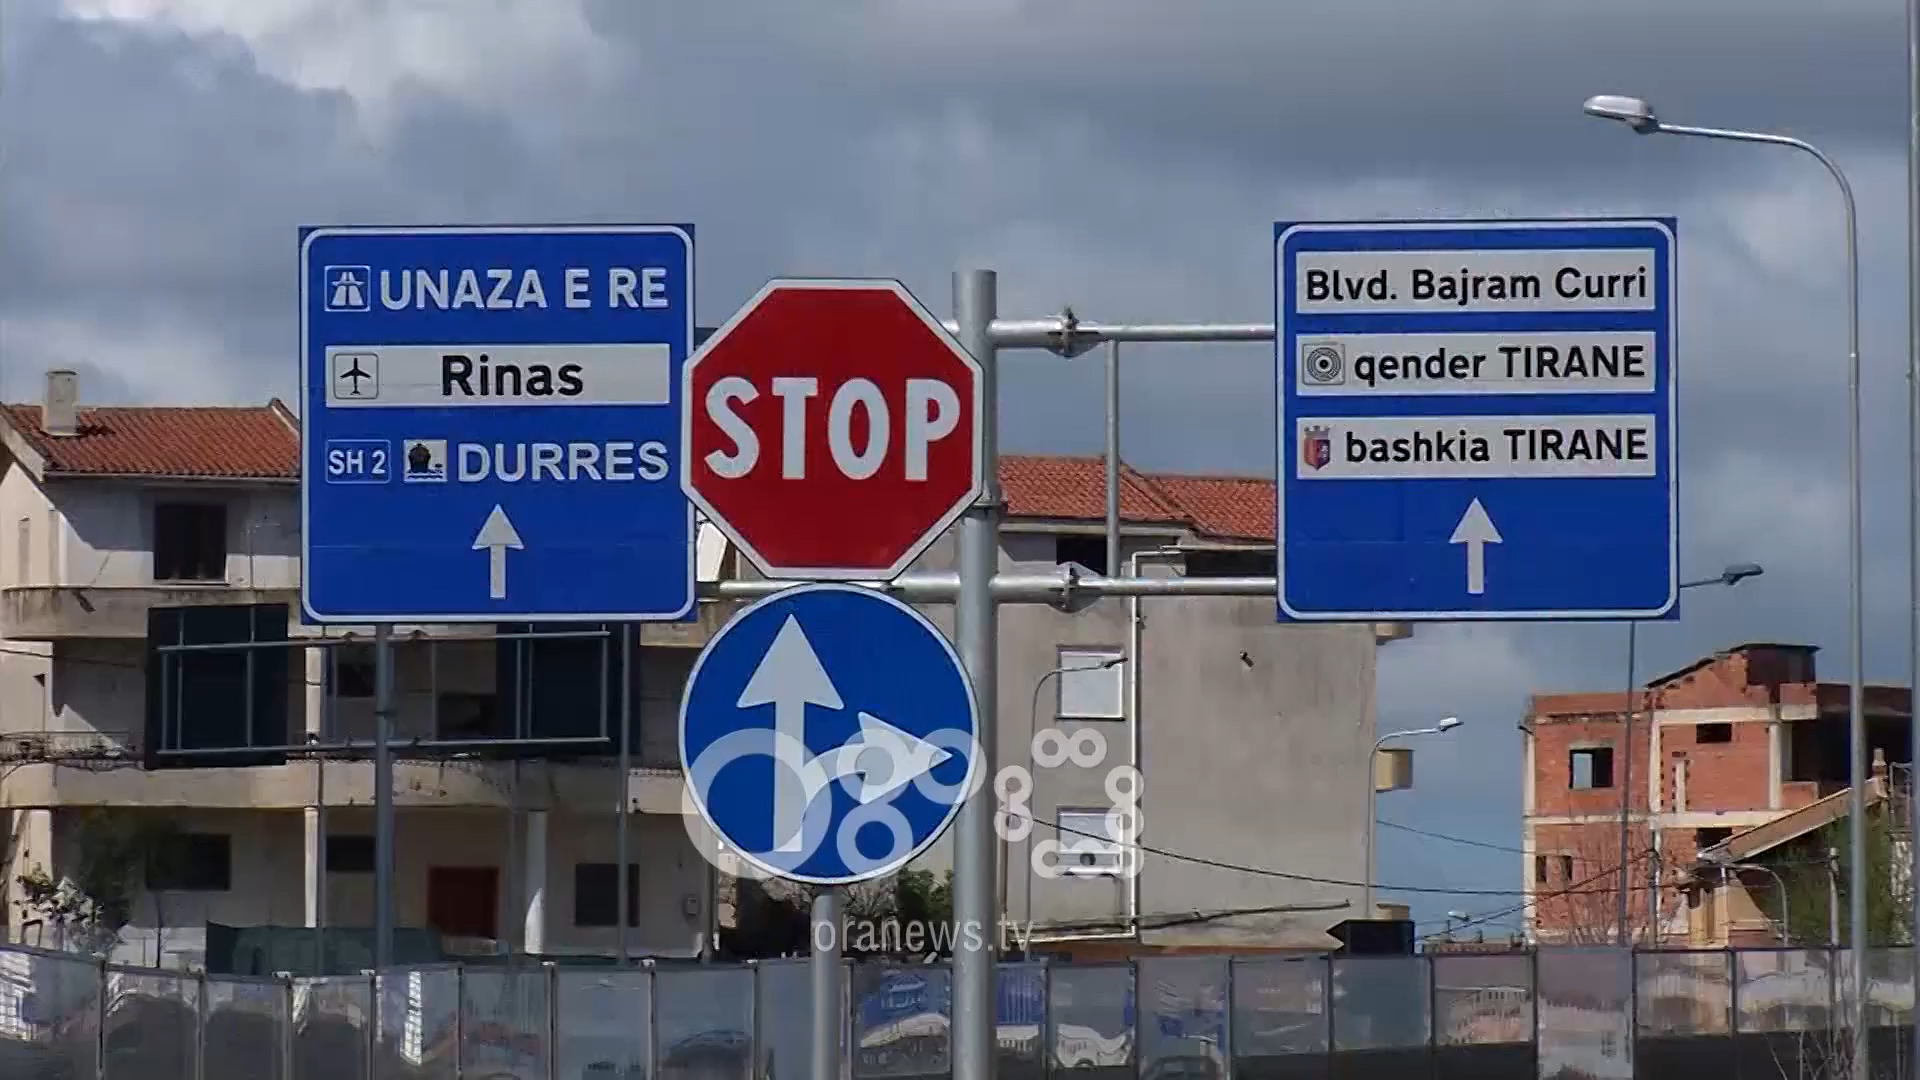 UNAZA E RE
Rinas
SH 2 DURRES
STOP
Blvd. Bajram Curri
qender TIRANE
bashkia TIRANE
oranews.tv